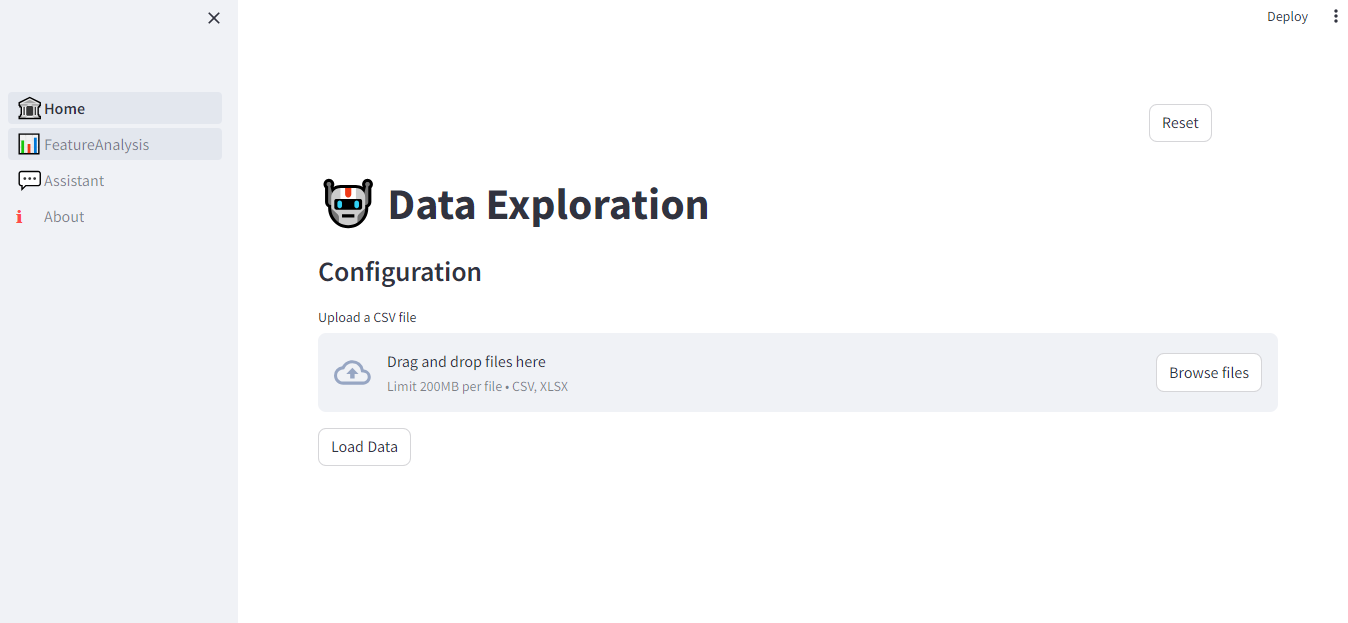 Deploy
Home
FeatureAnalysis
Assistant
About
Reset
Data Exploration
Configuration
Upload a CSV file
Drag and drop files here
Limit 200MB per file • CSV, XLSX
Browse files
Load Data